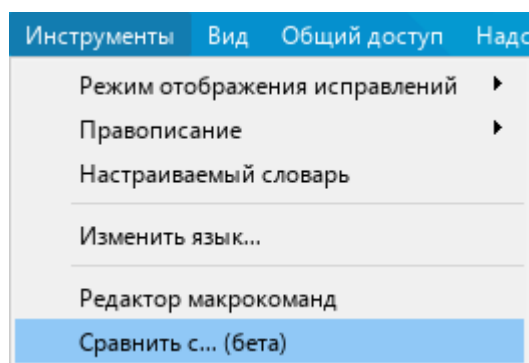 Инструменты Вид Общий доступ
Режим отображения исправлений
Правописание
Настраиваемый словарь
Изменить язык...
Редактор макрокоманд
Сравнить с... (бета)